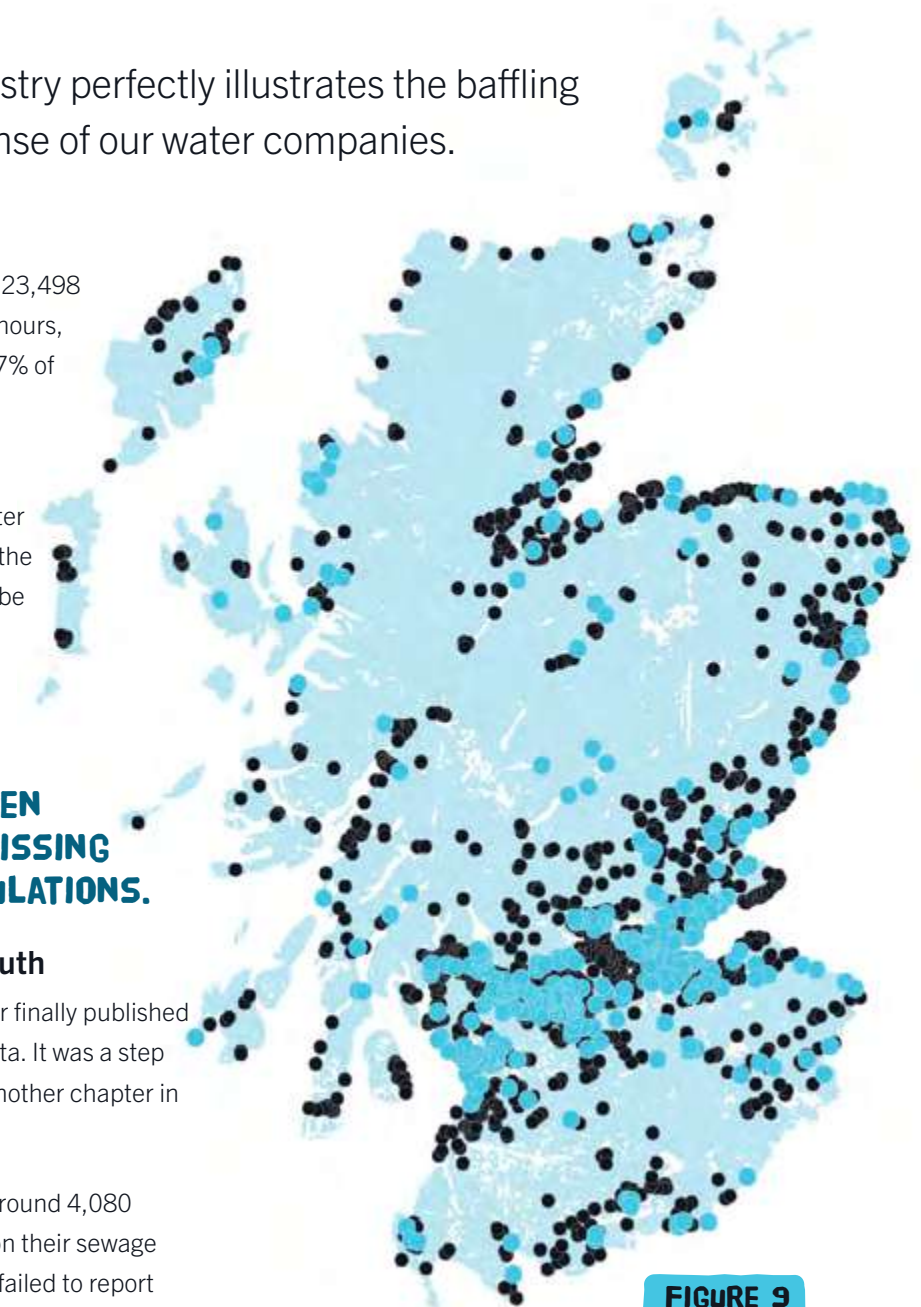 stry perfectly illustrates the baffling
nse of our water companies.
23,498
hours,
7% of
ter
the
be
EN
ISSING
LATIONS.
uth
r finally published
ta. It was a step
nother chapter in
round 4,080
on their sewage
failed to report
FIGURE 9